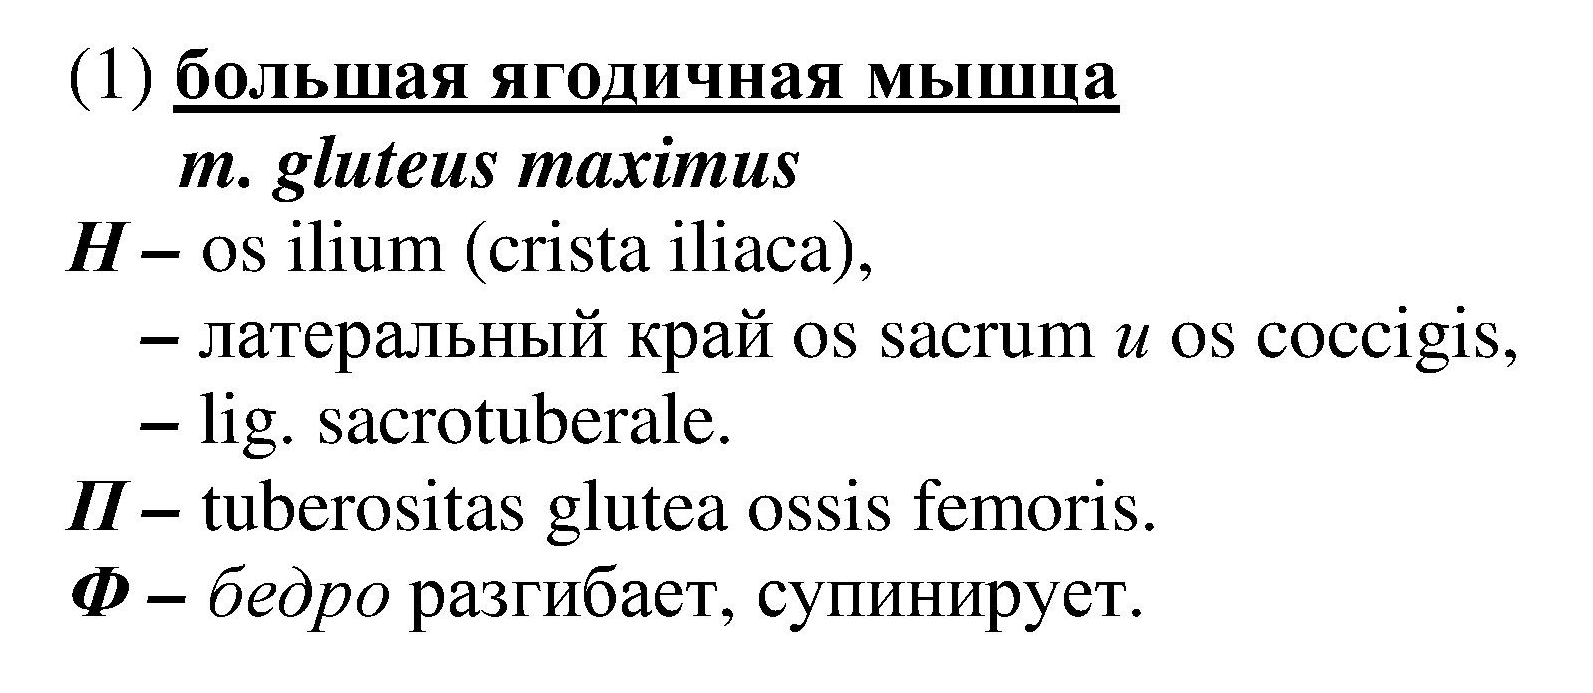 (1) большая ягодичная мышца
m. gluteus maximus
Н – os ilium (crista iliaca),
– латеральный край os sacrum и os coccigis,
– lig. sacrotuberale.
П – tuberositas glutea ossis femoris.
Ф – бедро разгибает, супинирует.